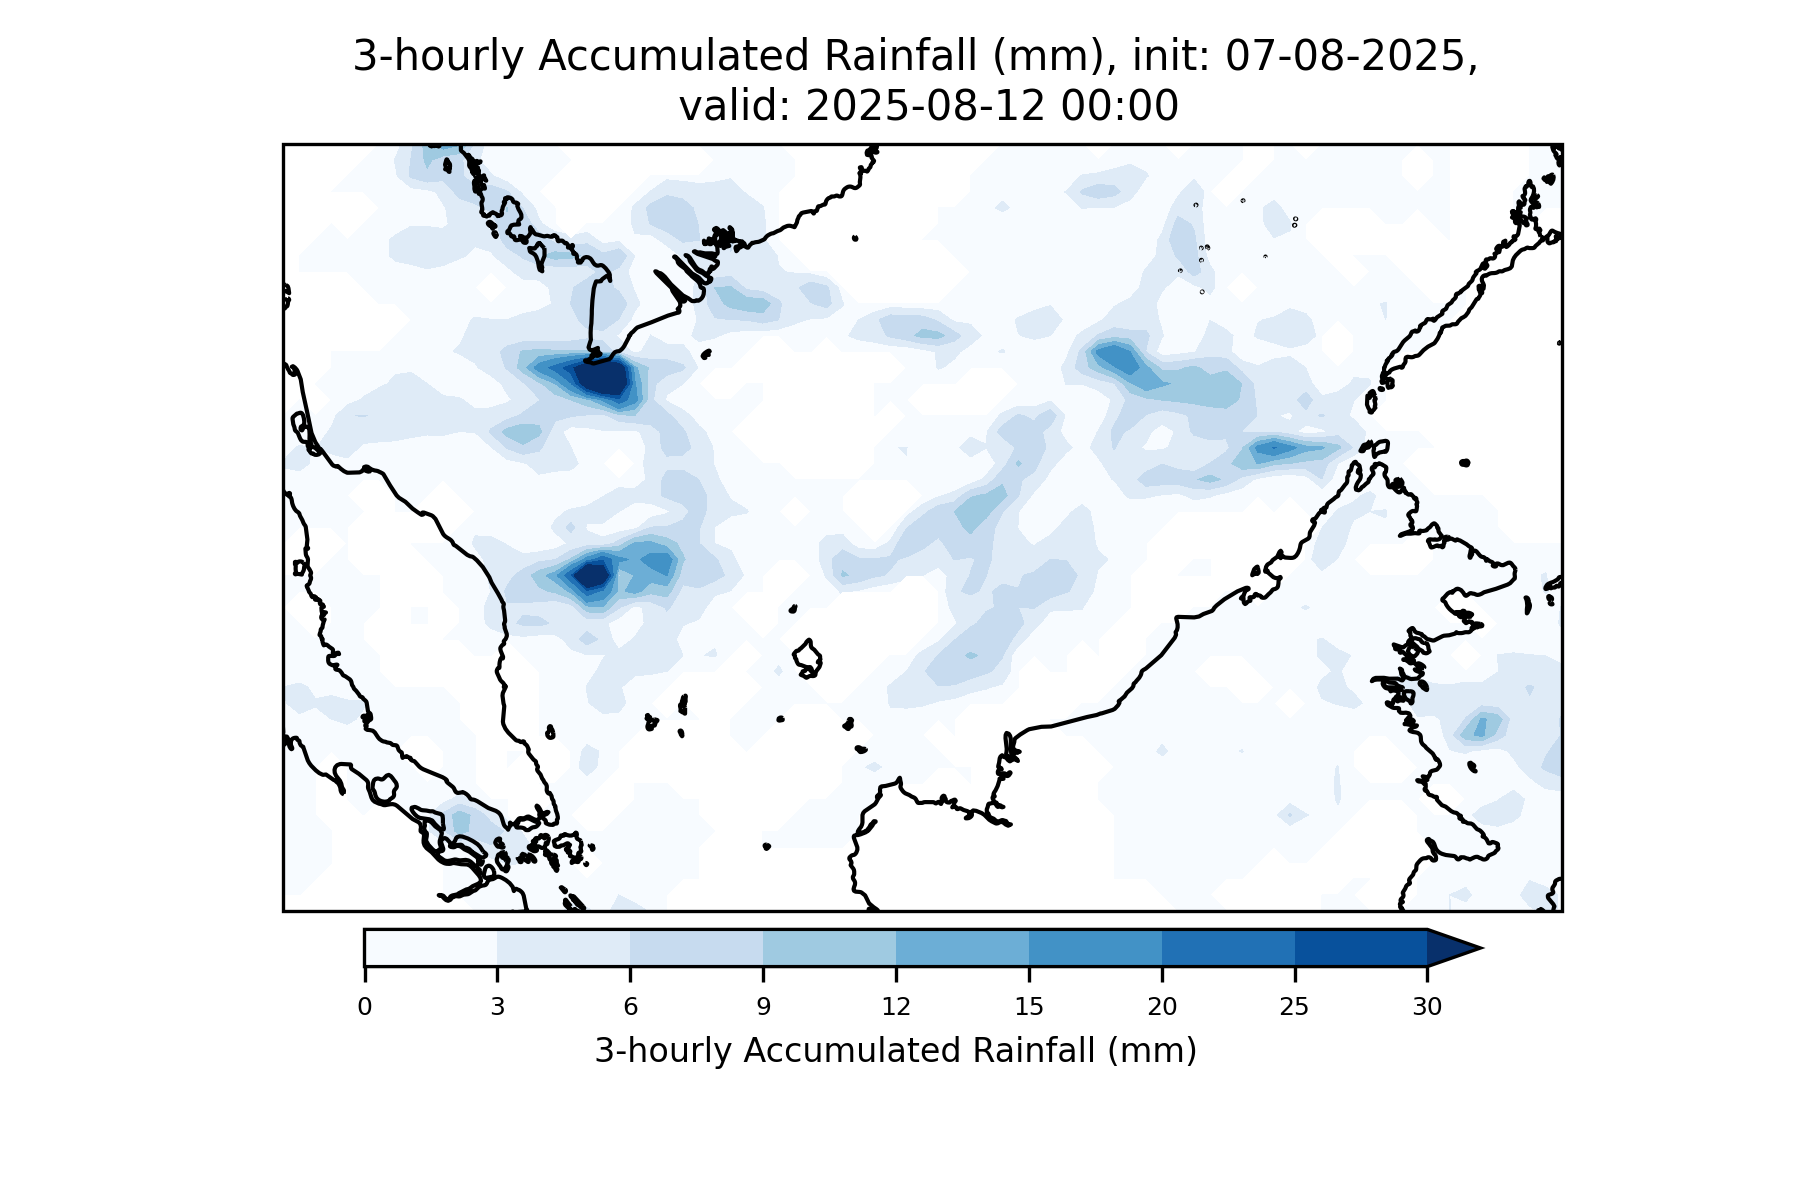 3-hourly Accumulated Rainfall (mm), init: 07-08-2025,
valid: 2025-08-12 00:00
0 3 6 9 12 15 20 25 30
3-hourly Accumulated Rainfall (mm)